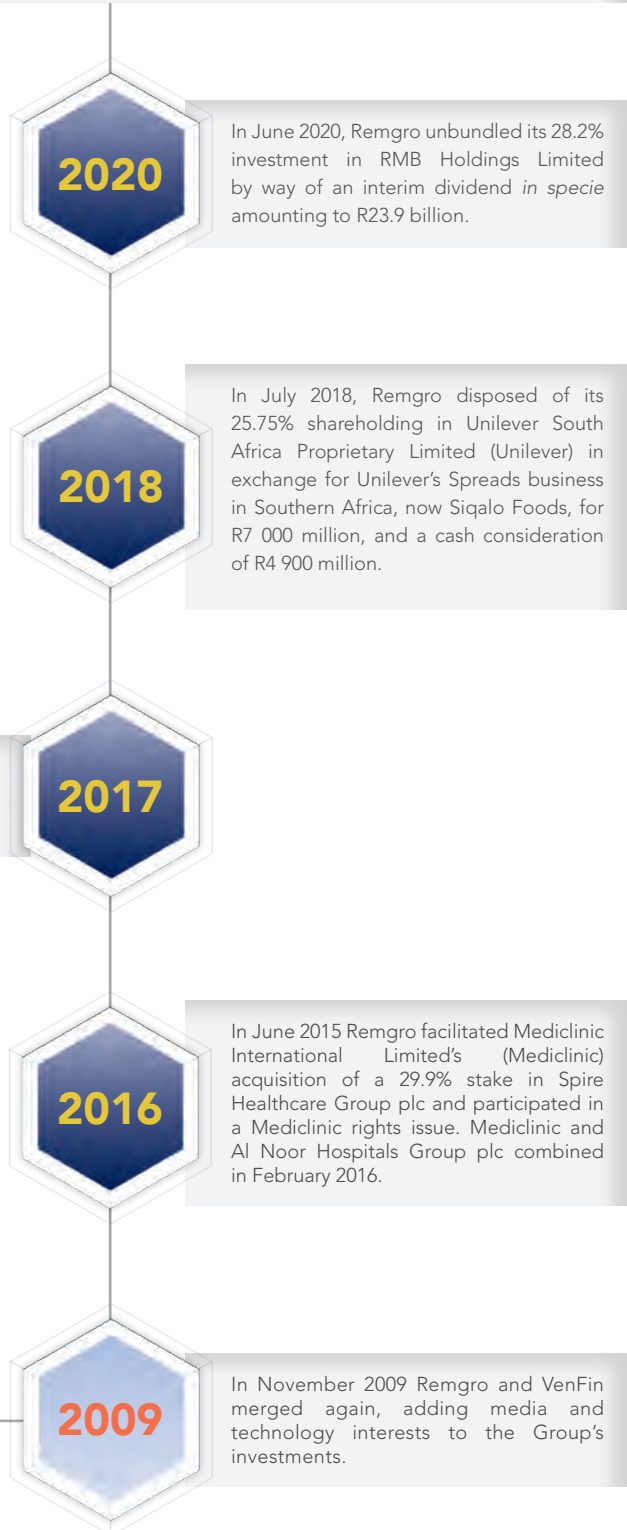 2020
In June 2020, Remgro unbundled its 28.2%
investment in RMB Holdings Limited
by way of an interim dividend in specie
amounting to R23.9 billion.
2018
In July 2018, Remgro disposed of its
25.75% shareholding in Unilever South
Africa Proprietary Limited (Unilever) in
exchange for Unilever’s Spreads business
in Southern Africa, now Siqalo Foods, for
R7 000 million, and a cash consideration
of R4 900 million.
2017
2016
In June 2015 Remgro facilitated Mediclinic
International Limited’s (Mediclinic)
acquisition of a 29.9% stake in Spire
Healthcare Group plc and participated in
a Mediclinic rights issue. Mediclinic and
Al Noor Hospitals Group plc combined
in February 2016.
2009
In November 2009 Remgro and VenFin
merged again, adding media and
technology interests to the Group’s
investments.